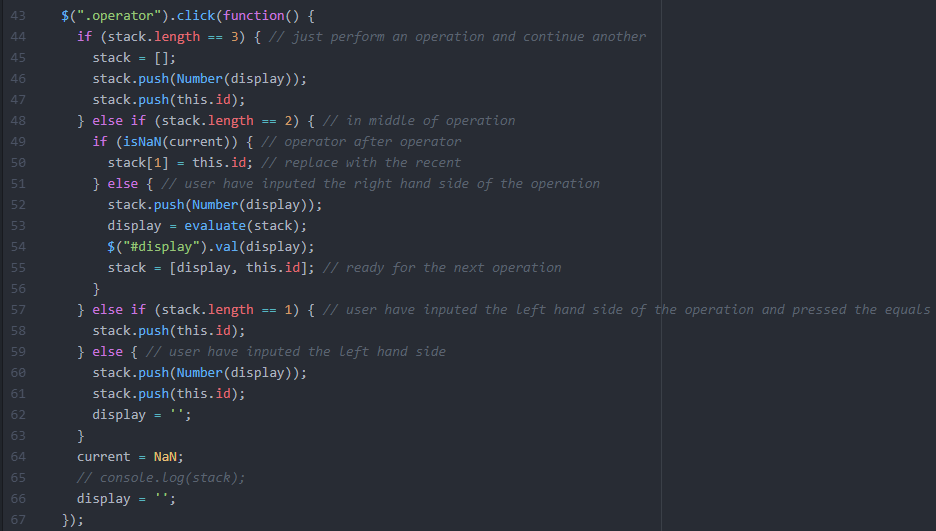 43 $(".operator").click(function() {
44 if (stack.length == 3) { // just perform an operation and continue another
45 stack = [];
46 stack.push(Number(display));
47 stack.push(this.id);
48 } else if (stack.length == 2) { // in middle of operation
49 if (isNaN(current)) { // operator after operator
50 stack[1] = this.id; // replace with the recent
51 } else { // user have inputed the right hand side of the operation
52 stack.push(Number(display));
53 display = evaluate(stack);
54 $("#display").val(display);
55 stack = [display, this.id]; // ready for the next operation
56 }
57 } else if (stack.length == 1) { // user have inputed the left hand side of the operation and pressed the equals
58 stack.push(this.id);
59 } else { // user have inputed the left hand side
60 stack.push(Number(display));
61 stack.push(this.id);
62 display = '';
63 }
64 current = NaN;
65 // console.log(stack);
66 display = '';
67 });